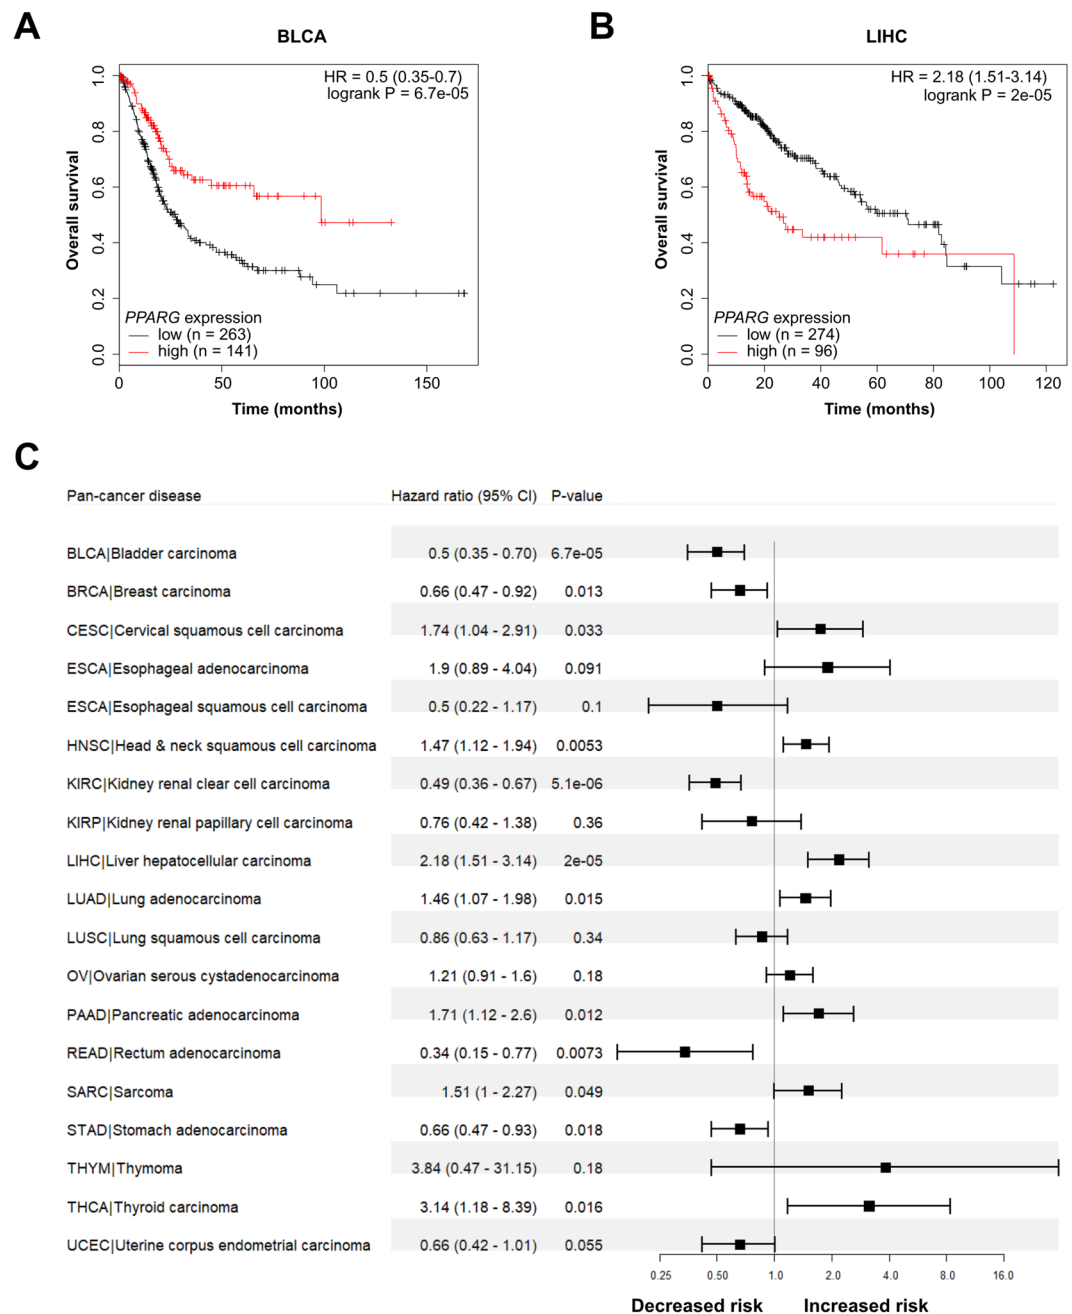 A
BLCA
HR = 0.5 (0.35-0.7)
logrank P = 6.7e-05
Overall survival
1.0
0.8
0.6
0.4
0.2
0.0
PPARG expression
low (n = 263)
high (n = 141)
0 50 100 150
Time (months)
B
LIHC
HR = 2.18 (1.51-3.14)
logrank P = 2e-05
Overall survival
1.0
0.8
0.6
0.4
0.2
0.0
PPARG expression
low (n = 274)
high (n = 96)
0 20 40 60 80 100 120
Time (months)
C
Pan-cancer disease Hazard ratio (95% CI) P-value
BLCA|Bladder carcinoma 0.5 (0.35 - 0.70) 6.7e-05
BRCA|Breast carcinoma 0.66 (0.47 - 0.92) 0.013
CESC|Cervical squamous cell carcinoma 1.74 (1.04 - 2.91) 0.033
ESCA|Esophageal adenocarcinoma 1.9 (0.89 - 4.04) 0.091
ESCA|Esophageal squamous cell carcinoma 0.5 (0.22 - 1.17) 0.1
HNSC|Head & neck squamous cell carcinoma 1.47 (1.12 - 1.94) 0.0053
KIRC|Kidney renal clear cell carcinoma 0.49 (0.36 - 0.67) 5.1e-06
KIRP|Kidney renal papillary cell carcinoma 0.76 (0.42 - 1.38) 0.36
LIHC|Liver hepatocellular carcinoma 2.18 (1.51 - 3.14) 2e-05
LUAD|Lung adenocarcinoma 1.46 (1.07 - 1.98) 0.015
LUSC|Lung squamous cell carcinoma 0.86 (0.63 - 1.17) 0.34
OV|Ovarian serous cystadenocarcinoma 1.21 (0.91 - 1.6) 0.18
PAAD|Pancreatic adenocarcinoma 1.71 (1.12 - 2.6) 0.012
READ|Rectum adenocarcinoma 0.34 (0.15 - 0.77) 0.0073
SARC|Sarcoma 1.51 (1 - 2.27) 0.049
STAD|Stomach adenocarcinoma 0.66 (0.47 - 0.93) 0.018
THYM|Thymoma 3.84 (0.47 - 31.15) 0.18
THCA|Thyroid carcinoma 3.14 (1.18 - 8.39) 0.016
UCEC|Uterine corpus endometrial carcinoma 0.66 (0.42 - 1.01) 0.055
0.25 0.50 1.0 2.0 4.0 8.0 16.0
Decreased risk Increased risk